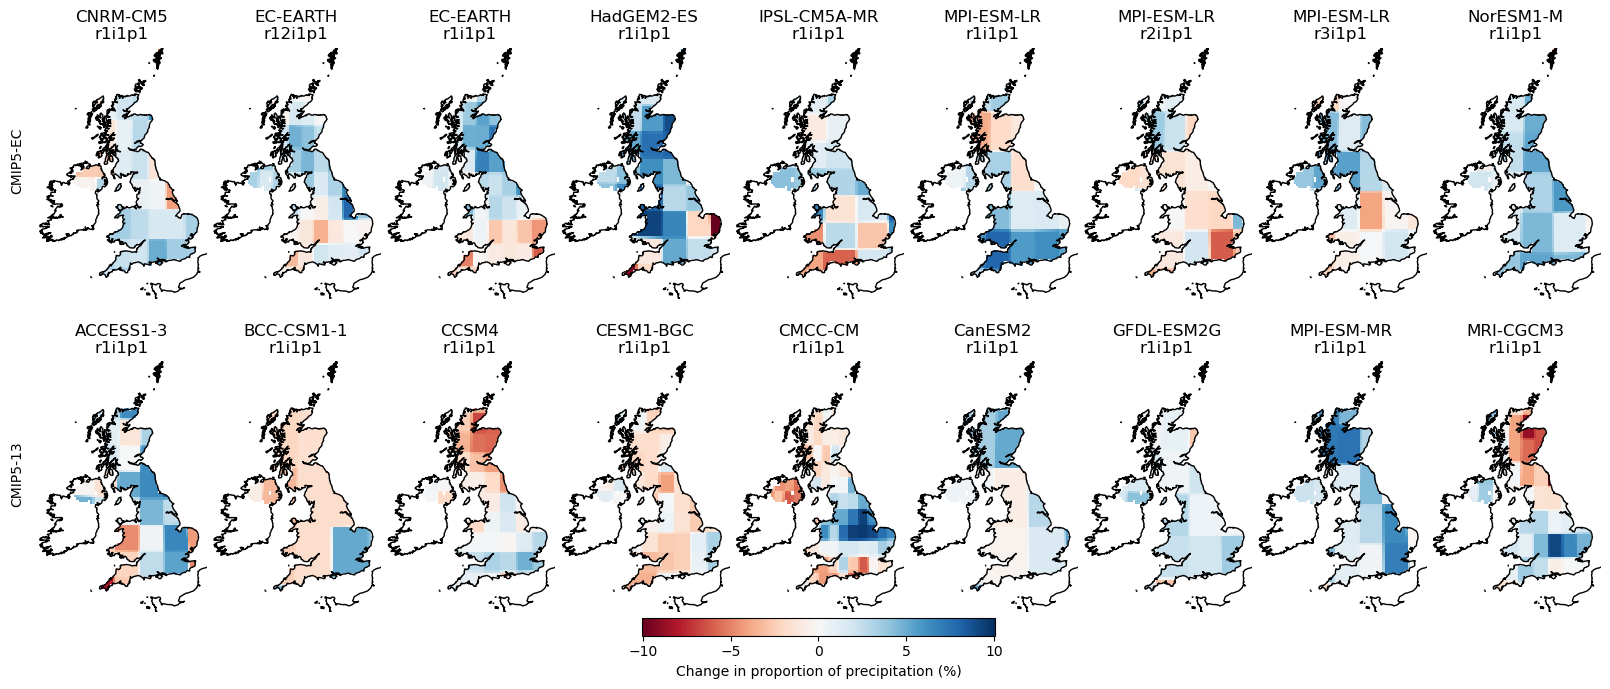 CNRM-CM5 EC-EARTH EC-EARTH HadGEM2-ES IPSL-CM5A-MR MPI-ESM-LR MPI-ESM-LR MPI-ESM-LR NorESM1-M
r1i1p1 r12i1p1 r1i1p1 r1i1p1 r1i1p1 r1i1p1 r2i1p1 r3i1p1 r1i1p1
CMIP5-EC
ACCESS1-3 BCC-CSM1-1 CCSM4 CESM1-BGC CMCC-CM CanESM2 GFDL-ESM2G MPI-ESM-MR MRI-CGCM3
r1i1p1 r1i1p1 r1i1p1 r1i1p1 r1i1p1 r1i1p1 r1i1p1 r1i1p1 r1i1p1
CMIP5-13
−10 −5 0 5 10
Change in proportion of precipitation (%)